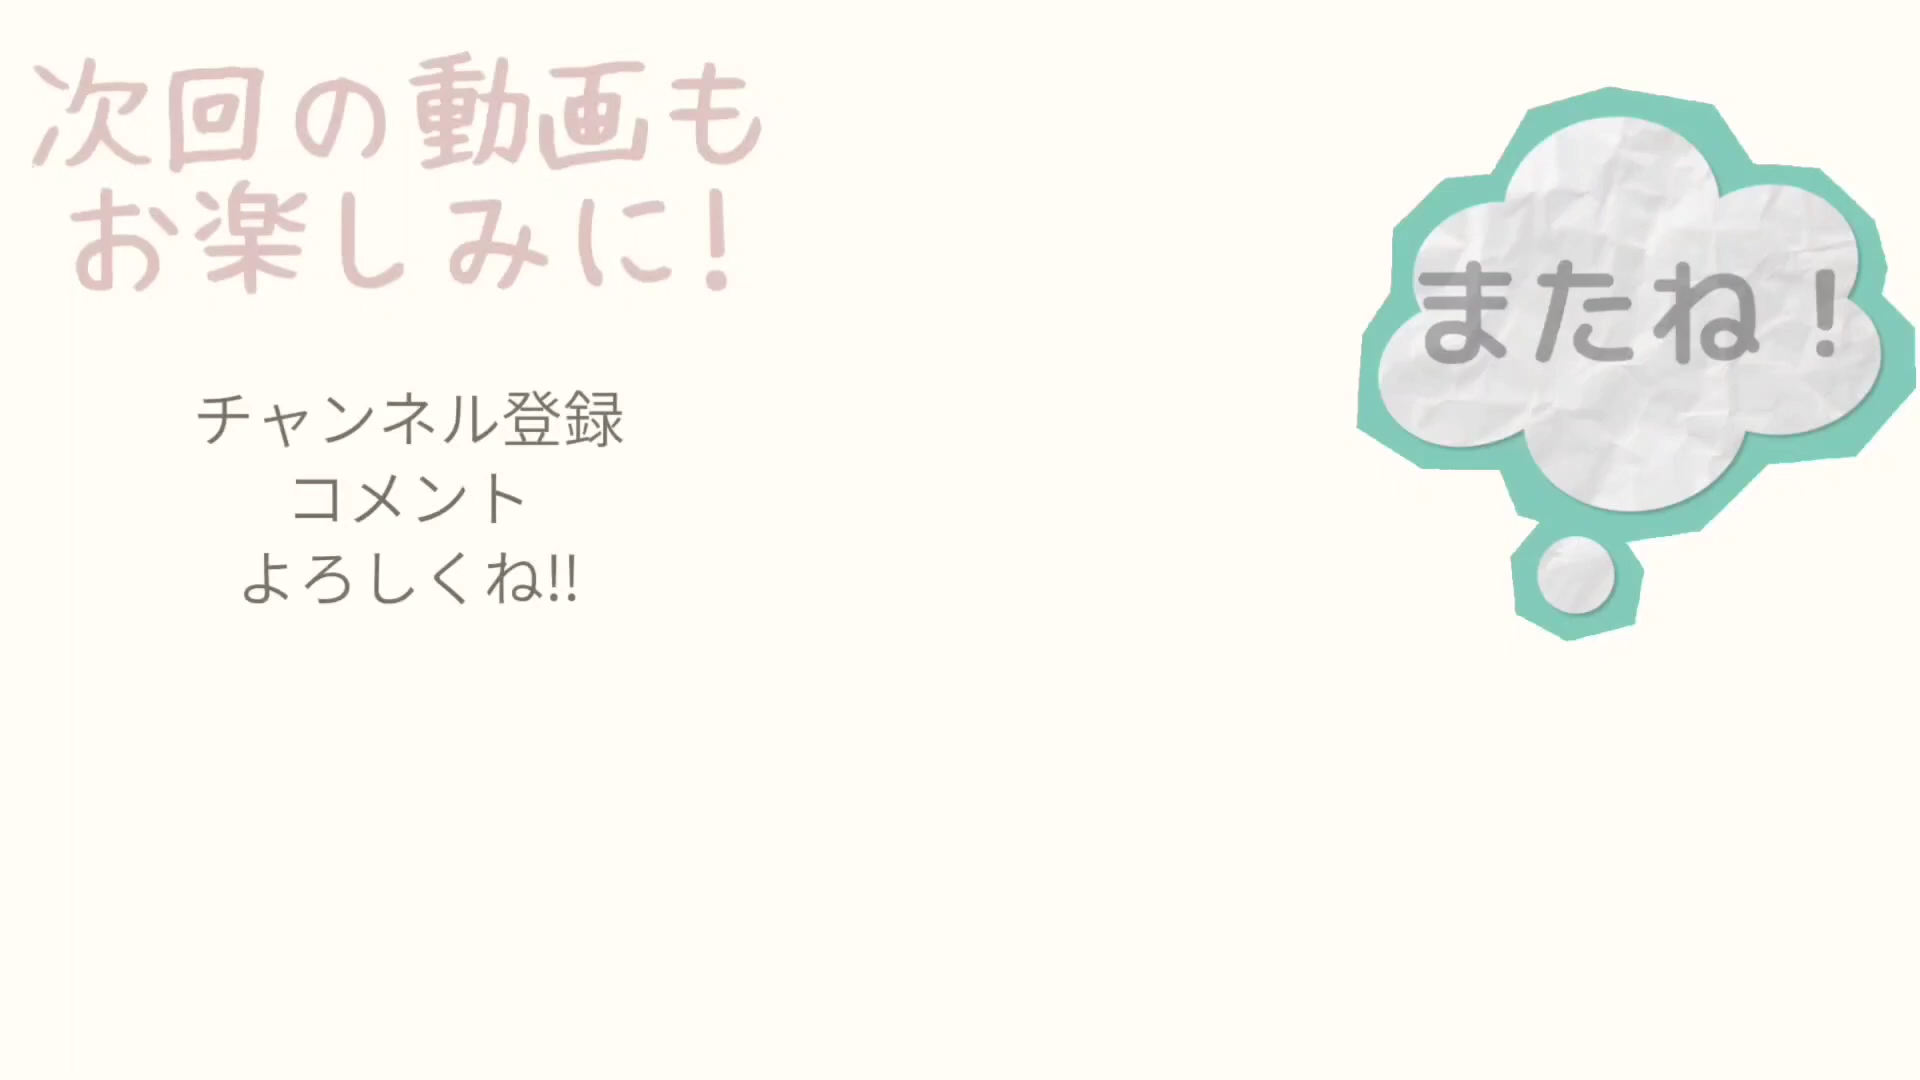 次回の動画も
お楽しみに!
チャンネル登録
コメント
よろしくね!!
またね！